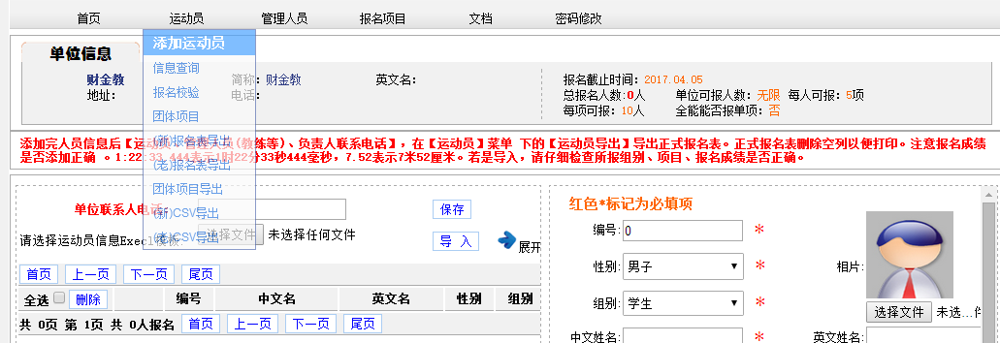 首页 运动员 管理人员 报名项目 文档 密码修改
添加运动员
信息查询
报名校验
团体项目
(新)报名表导出
(老)报名表导出
团体项目导出
(新)CSV导出
(老)CSV导出
单位信息
财金教 简称: 财金教 英文名:
地址: 电话:
报名截止时间: 2017.04.05
总报名人数:0人 单位可报人数: 无限 每人可报: 5项
每项可报: 10人 全能能否报单项: 否
添加完人员信息后【运动员 (教练等)、负责人联系电话】,在【运动员】菜单 下的【运动员导出】导出正式报名表。正式报名表删除空列以便打印。注意报名成绩
是否添加正确 。1:22:33.444表示1时22分33秒444毫秒, 7.52表示7米52厘米。若是导入, 请仔细检查所报组别、项目、报名成绩是否正确。
单位联系人电话: 保存
请选择运动员信息Execl模板: 选择文件 未选择任何文件 导 入 展开
首页 上一页 下一页 尾页
全选 删除 编号 中文名 英文名 性别 组别
共 0页 第 1页 共 0人报名 首页 上一页 下一页 尾页
红色*标记为必填项
编号: 0 *
性别: 男子 * 相片:
组别: 学生 * 选择文件 未选...件
中文姓名: * 英文姓名: